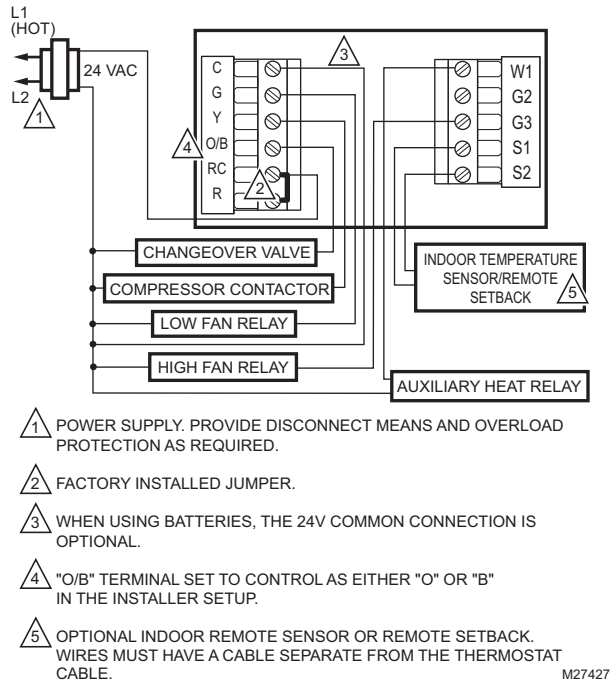 L1
(HOT)
24 VAC
L2
1
3
C
G
Y
4
O/B
RC
2
R
W1
G2
G3
S1
S2
CHANGEOVER VALVE
COMPRESSOR CONTACTOR
LOW FAN RELAY
HIGH FAN RELAY
INDOOR TEMPERATURE
SENSOR/REMOTE
SETBACK
5
AUXILIARY HEAT RELAY
1 POWER SUPPLY. PROVIDE DISCONNECT MEANS AND OVERLOAD
PROTECTION AS REQUIRED.
2 FACTORY INSTALLED JUMPER.
3 WHEN USING BATTERIES, THE 24V COMMON CONNECTION IS
OPTIONAL.
4 "O/B" TERMINAL SET TO CONTROL AS EITHER "O" OR "B"
IN THE INSTALLER SETUP.
5 OPTIONAL INDOOR REMOTE SENSOR OR REMOTE SETBACK.
WIRES MUST HAVE A CABLE SEPARATE FROM THE THERMOSTAT
CABLE.
M27427